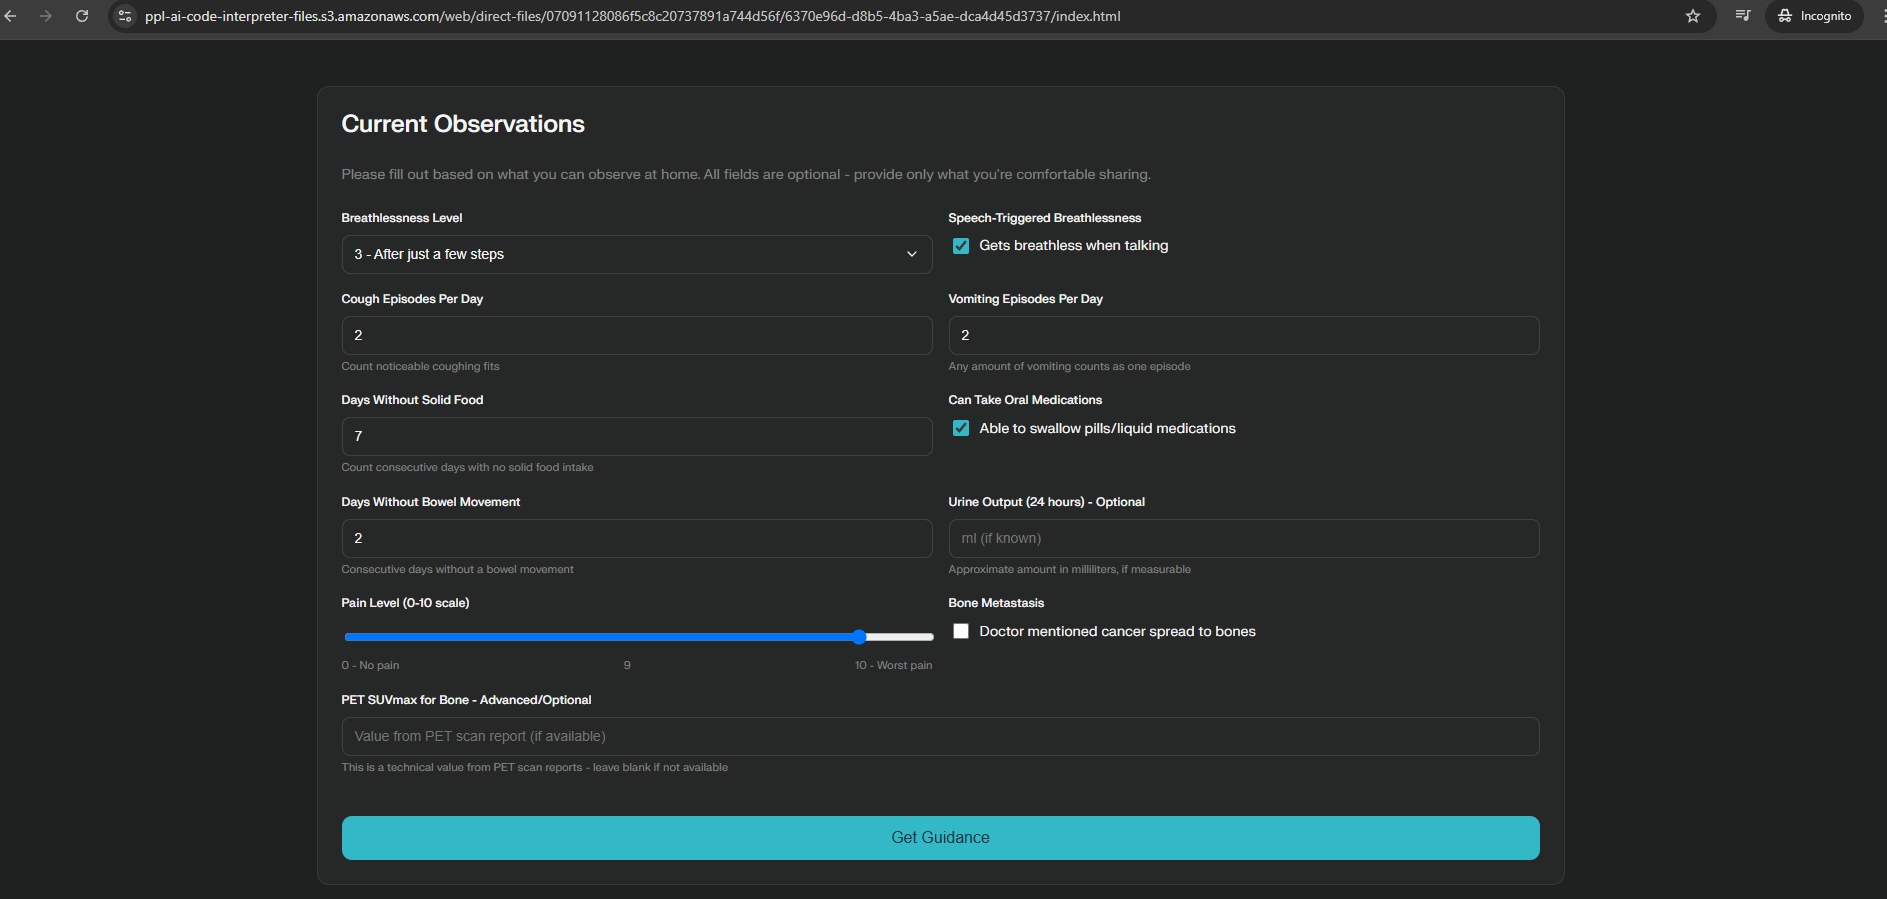 ppl-ai-code-interpreter-files.s3.amazonaws.com/web/direct-files/07091128086f5c8c20737891a744d56f/6370e96d-d8b5-4ba3-a5ae-dca4d45d3737/index.html
Incognito
Current Observations
Please fill out based on what you can observe at home. All fields are optional - provide only what you're comfortable sharing.
Breathlessness Level
3 - After just a few steps
Speech-Triggered Breathlessness
Gets breathless when talking
Cough Episodes Per Day
2
Count noticeable coughing fits
Vomiting Episodes Per Day
2
Any amount of vomiting counts as one episode
Days Without Solid Food
7
Count consecutive days with no solid food intake
Can Take Oral Medications
Able to swallow pills/liquid medications
Days Without Bowel Movement
2
Consecutive days without a bowel movement
Urine Output (24 hours) - Optional
ml (if known)
Approximate amount in milliliters, if measurable
Pain Level (0-10 scale)
0 - No pain
9
10 - Worst pain
Bone Metastasis
Doctor mentioned cancer spread to bones
PET SUVmax for Bone - Advanced/Optional
Value from PET scan report (if available)
This is a technical value from PET scan reports - leave blank if not available
Get Guidance